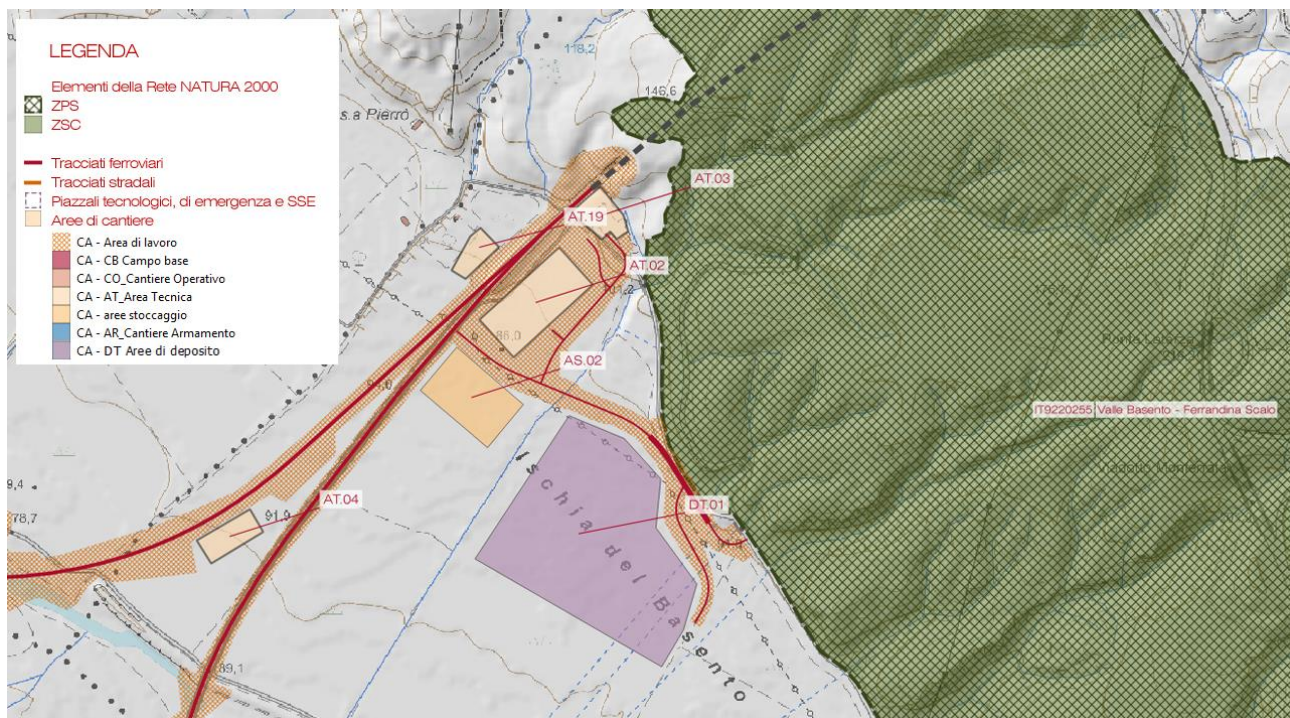 LEGENDA
Elementi della Rete NATURA 2000
ZPS
ZSC
Tracciati ferroviari
Tracciati stradali
Piazzali tecnologici, di emergenza e SSE
Aree di cantiere
CA - Area di lavoro
CA - CB Campo base
CA - CO_Cantiere Operativo
CA - AT_Area Tecnica
CA - aree stoccaggio
CA - AR_Cantiere Armamento
CA - DT Aree di deposito
118,2
146,6
s.a Pierro
AT.03
AT.19
AT.02
86,0
AS.02
IT9220255 Valle Basento - Ferrandina Scalo
DT.01
AT.04
91,9
78,7
89,1
Ischia del Basento